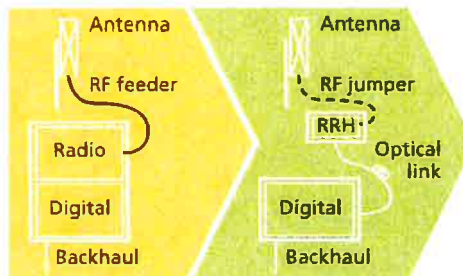 Antenna
RF feeder
Radio
Digital
Backhaul
Antenna
RF jumper
RRH
Optical
link
Digital
Backhaul